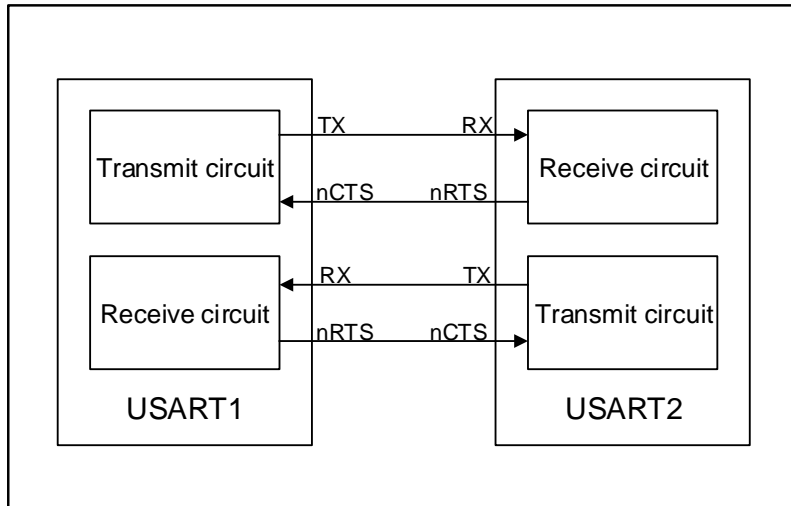 TX RX
Transmit circuit Receive circuit
nCTS nRTS
RX TX
Receive circuit Transmit circuit
nRTS nCTS
USART1 USART2